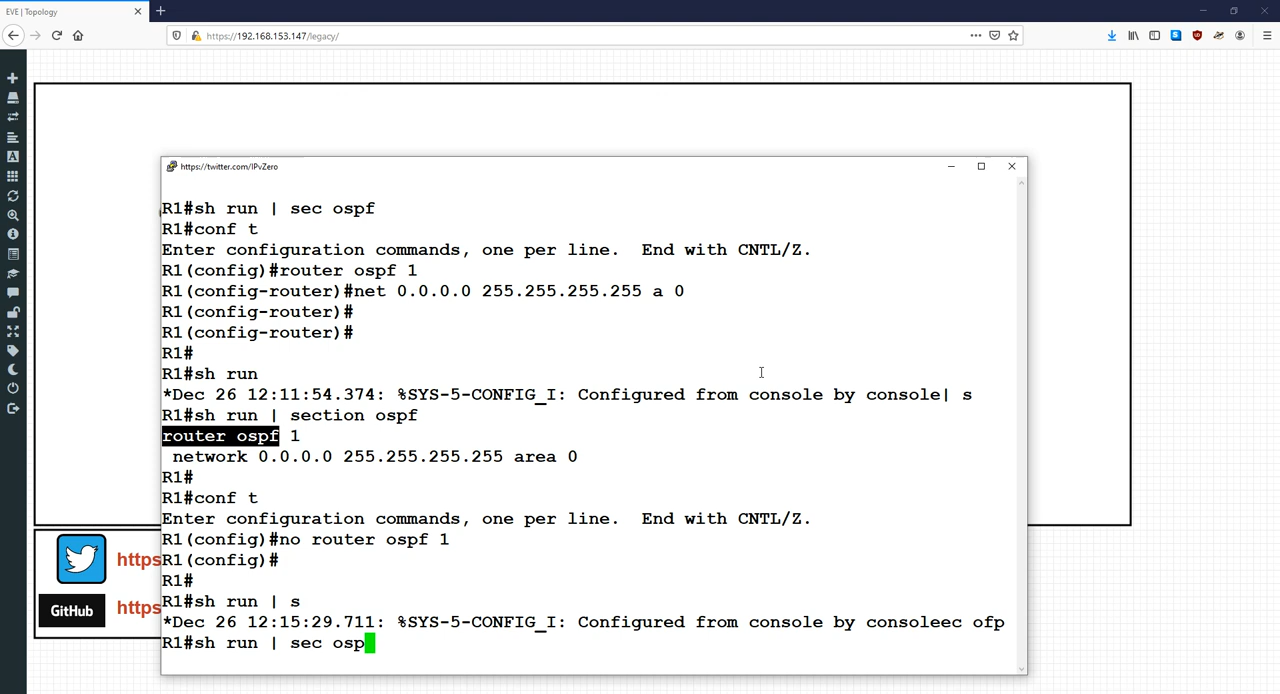 EVE | Topology
https://192.168.153.147/legacy/
https://twitter.com/IPvZero
R1#sh run | sec ospf
R1#conf t
Enter configuration commands, one per line.  End with CNTL/Z.
R1(config)#router ospf 1
R1(config-router)#net 0.0.0.0 255.255.255.255 a 0
R1(config-router)#
R1(config-router)#
R1#
R1#sh run
*Dec 26 12:11:54.374: %SYS-5-CONFIG_I: Configured from console by console| s
R1#sh run | section ospf
router ospf 1
 network 0.0.0.0 255.255.255.255 area 0
R1#
R1#conf t
Enter configuration commands, one per line.  End with CNTL/Z.
R1(config)#no router ospf 1
R1(config)#
R1#
R1#sh run | s
*Dec 26 12:15:29.711: %SYS-5-CONFIG_I: Configured from console by consoleec ofp
R1#sh run | sec osp
https
GitHub
https